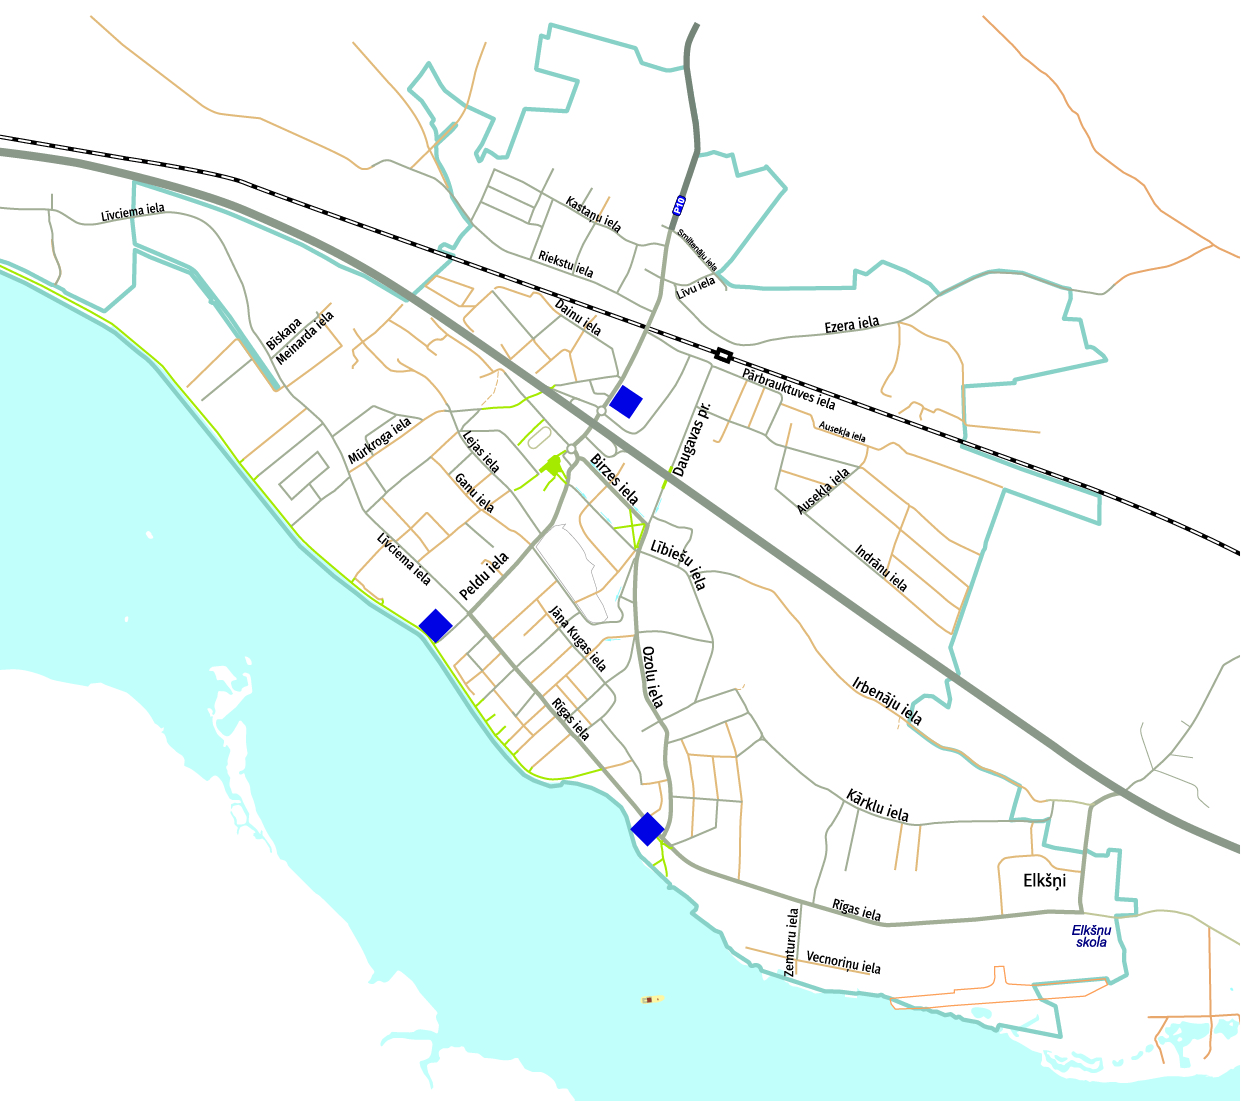 Līvciema iela
Kastaņu iela
P10
Smilšenāju iela
Riekstu iela
Līvu iela
Dainu iela
Ezera iela
Bīskapa
Meinarda iela
Pārbrauktuves iela
Daugavas pr.
Ausekļa iela
Mūrkroga iela
Lejas iela
Birzes iela
Ganu iela
Ausekļa iela
Līvciema iela
Peldu iela
Lībiešu iela
Indrānu iela
Jāņa Kugas iela
Ozolu iela
Irbenāju iela
Rīgas iela
Kārklu iela
Elkšņi
Rīgas iela
Zemturu iela
Vecnoriņu iela
Elkšņu
skola